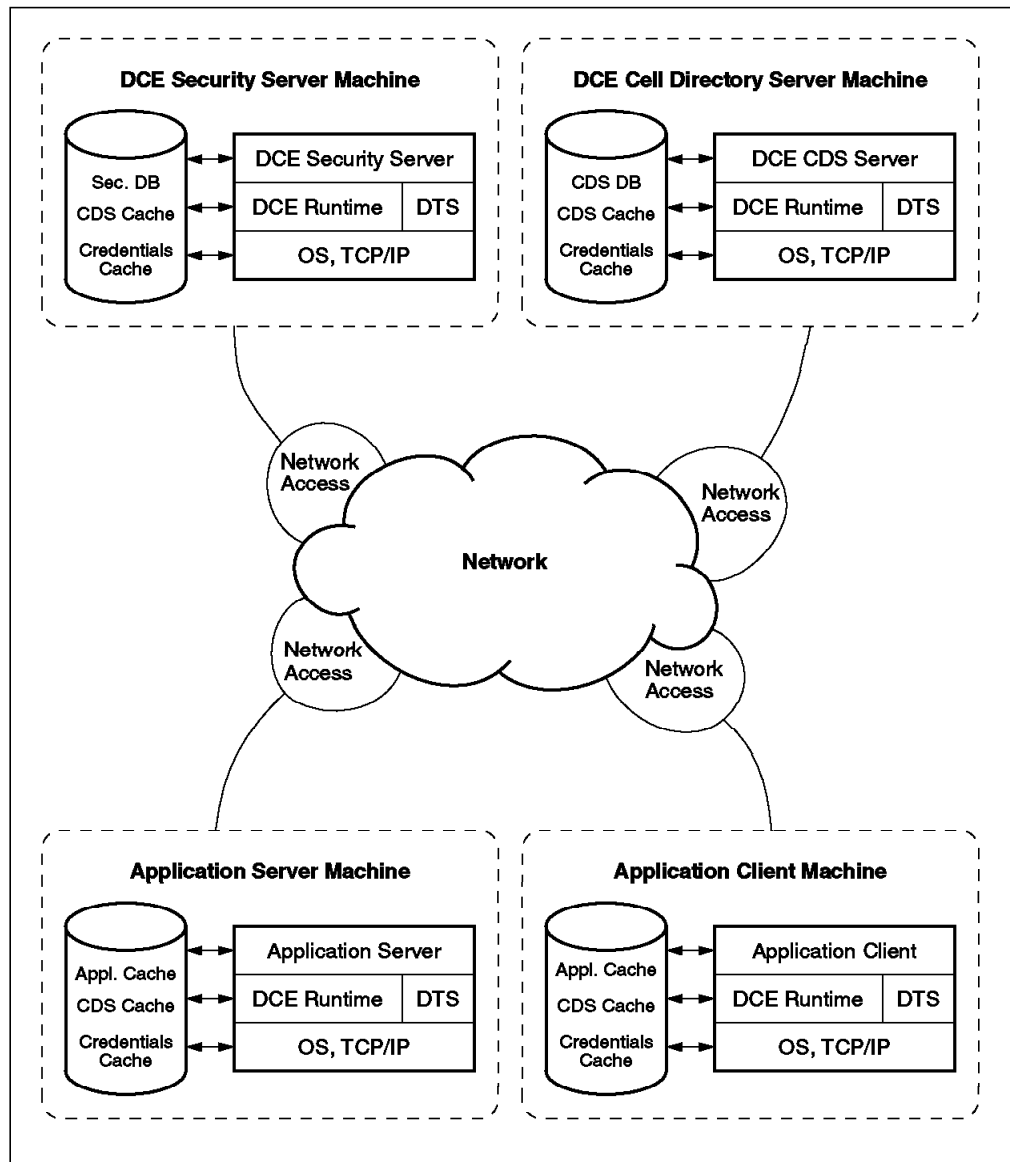 DCE Security Server Machine
Sec. DB
CDS Cache
Credentials
Cache
DCE Security Server
DCE Runtime
DTS
OS, TCP/IP
DCE Cell Directory Server Machine
CDS DB
CDS Cache
Credentials
Cache
DCE CDS Server
DCE Runtime
DTS
OS, TCP/IP
Network
Access
Network
Access
Network
Network
Access
Network
Access
Application Server Machine
Appl. Cache
CDS Cache
Credentials
Cache
Application Server
DCE Runtime
DTS
OS, TCP/IP
Application Client Machine
Appl. Cache
CDS Cache
Credentials
Cache
Application Client
DCE Runtime
DTS
OS, TCP/IP